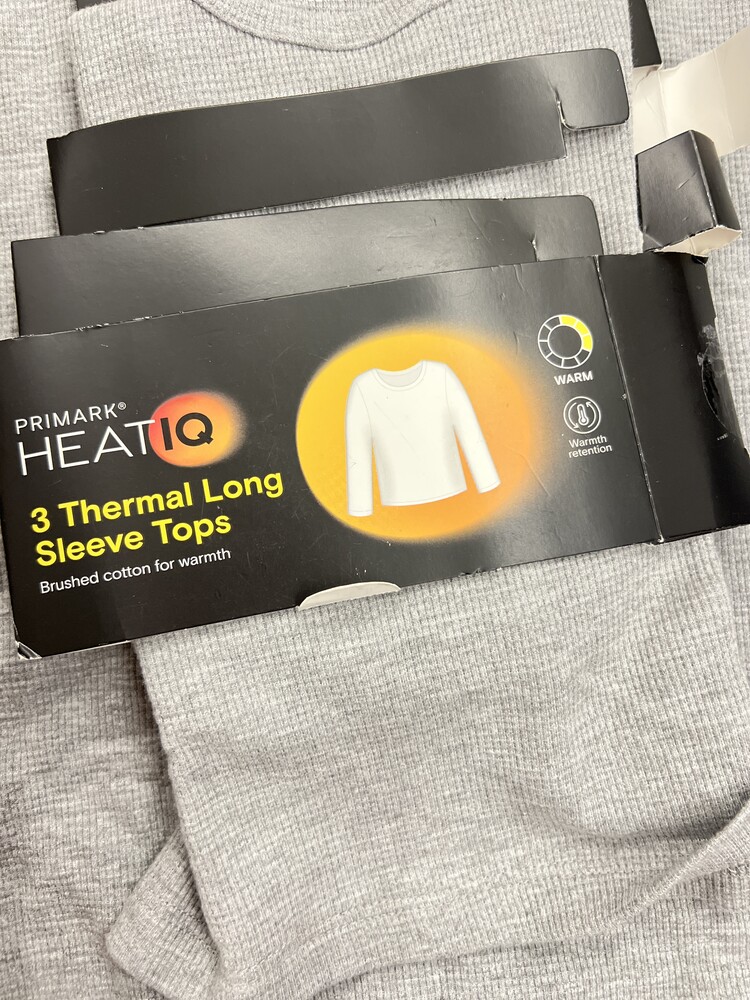 PRIMARK®
HEATIQ
3 Thermal Long
Sleeve Tops
Brushed cotton for warmth
WARM
Warmth
retention